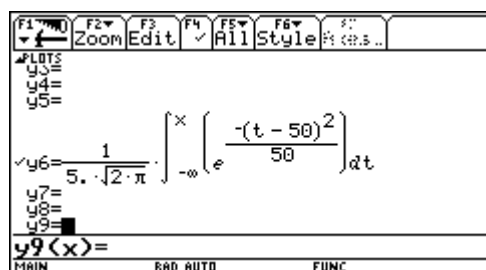 F1 F2 F3 F4 F5 F6
Zoom Edit ✓ All Style
PLOTS
y3=
y4=
y5=
✓y6=1/(5.·√(2·π))·∫_-∞^x(e^(-(t-50)^2/50))dt
y7=
y8=
y9=
y9(x)=
MAIN RAD AUTO FUNC